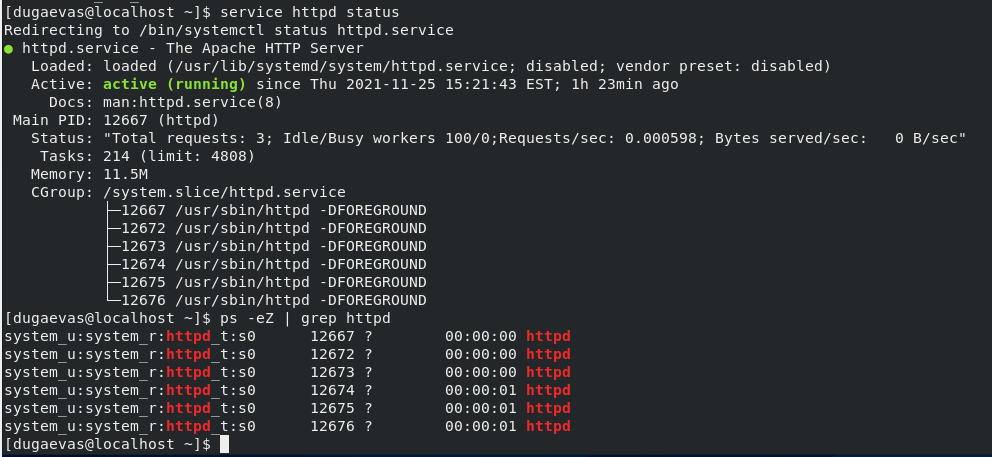 [dugaevas@localhost ~]$ service httpd status
Redirecting to /bin/systemctl status httpd.service
● httpd.service - The Apache HTTP Server
   Loaded: loaded (/usr/lib/systemd/system/httpd.service; disabled; vendor preset: disabled)
   Active: active (running) since Thu 2021-11-25 15:21:43 EST; 1h 23min ago
     Docs: man:httpd.service(8)
 Main PID: 12667 (httpd)
   Status: "Total requests: 3; Idle/Busy workers 100/0;Requests/sec: 0.000598; Bytes served/sec:   0 B/sec"
    Tasks: 214 (limit: 4808)
   Memory: 11.5M
   CGroup: /system.slice/httpd.service
           ├─12667 /usr/sbin/httpd -DFOREGROUND
           ├─12672 /usr/sbin/httpd -DFOREGROUND
           ├─12673 /usr/sbin/httpd -DFOREGROUND
           ├─12674 /usr/sbin/httpd -DFOREGROUND
           ├─12675 /usr/sbin/httpd -DFOREGROUND
           └─12676 /usr/sbin/httpd -DFOREGROUND
[dugaevas@localhost ~]$ ps -eZ | grep httpd
system_u:system_r:httpd_t:s0      12667 ?        00:00:00 httpd
system_u:system_r:httpd_t:s0      12672 ?        00:00:00 httpd
system_u:system_r:httpd_t:s0      12673 ?        00:00:00 httpd
system_u:system_r:httpd_t:s0      12674 ?        00:00:01 httpd
system_u:system_r:httpd_t:s0      12675 ?        00:00:01 httpd
system_u:system_r:httpd_t:s0      12676 ?        00:00:01 httpd
[dugaevas@localhost ~]$